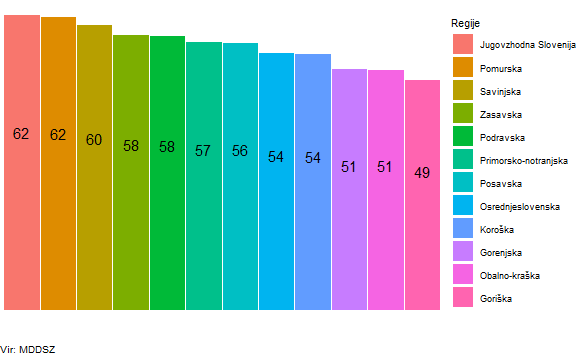 62 62 60 58 58 57 56 54 54 51 51 49
Regije
Jugovzhodna Slovenija
Pomurska
Savinjska
Zasavska
Podravska
Primorsko-notranjska
Posavska
Osrednjeslovenska
Koroška
Gorenjska
Obalno-kraška
Goriška
Vir: MDDSZ